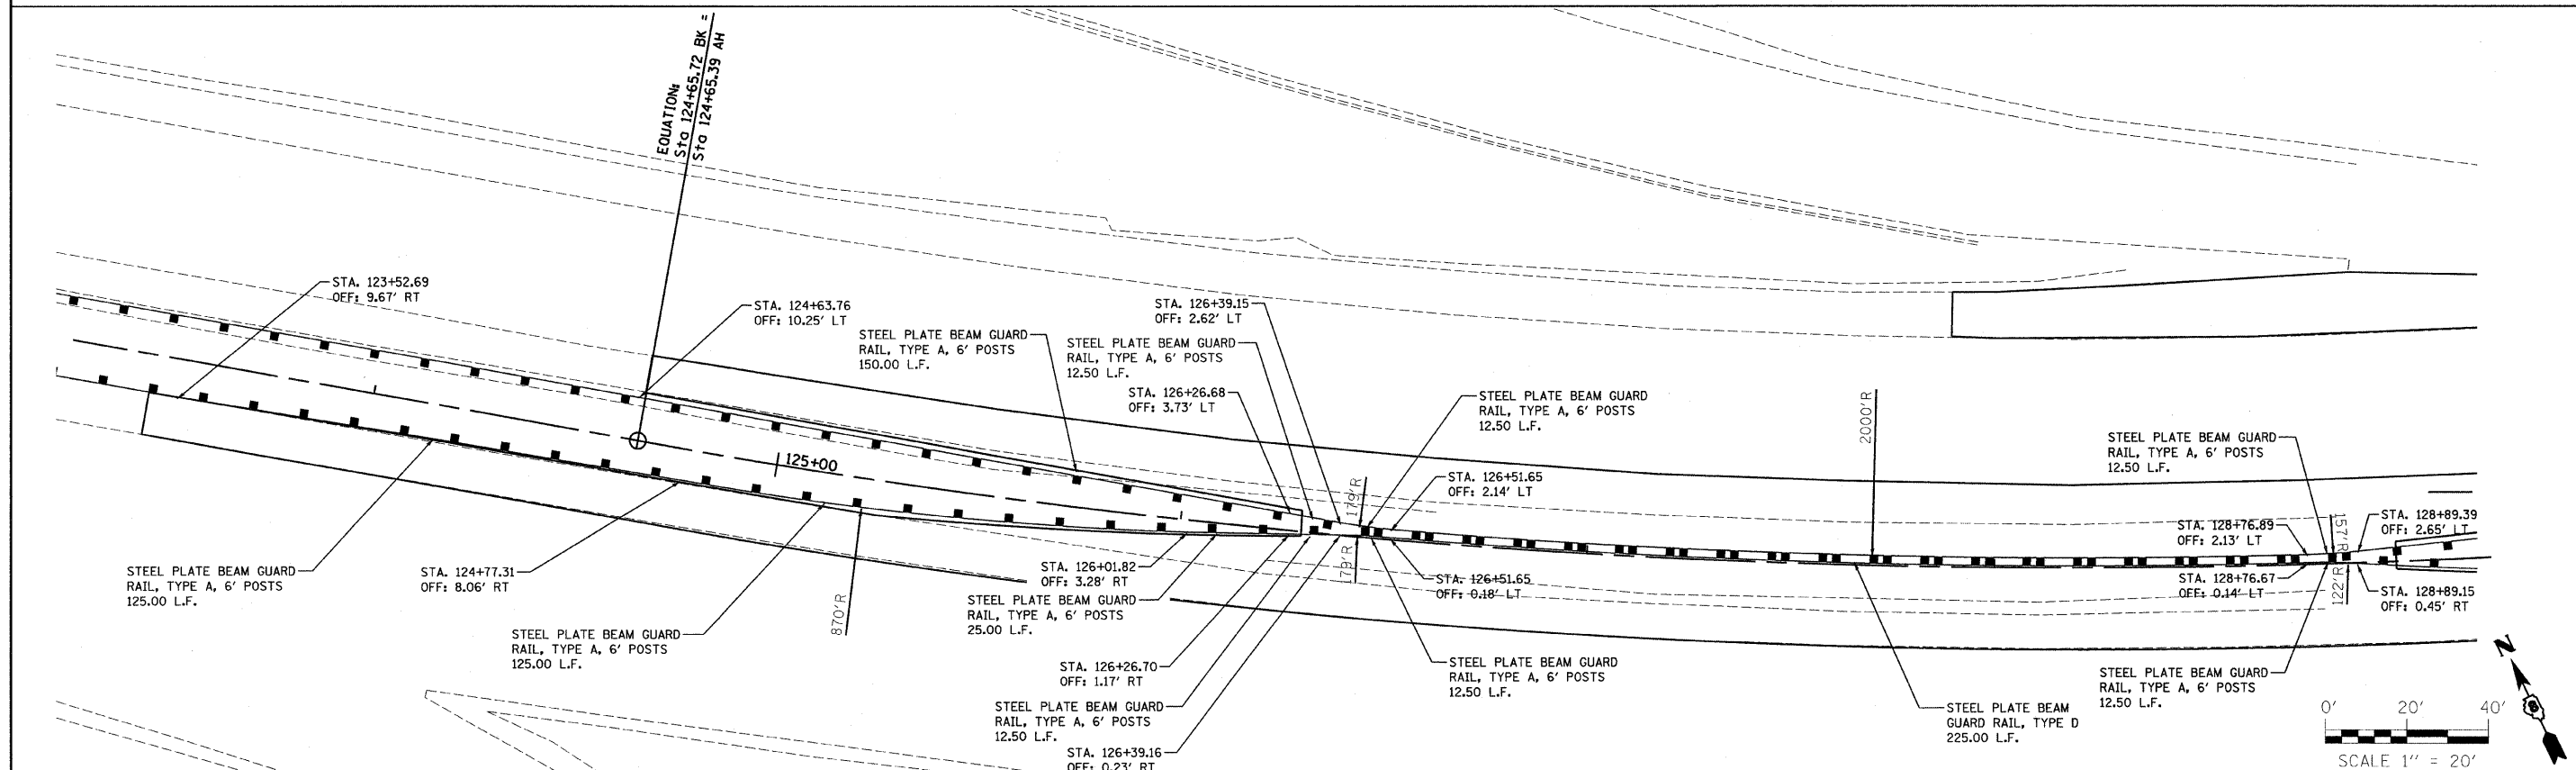 EQUATION:
Sta 124+65.72 BK =
Sta 124+65.39 AH
STA. 123+52.69
OFF: 9.67' RT
STA. 124+63.76
OFF: 10.25' LT
STEEL PLATE BEAM GUARD
RAIL, TYPE A, 6' POSTS
150.00 L.F.
STA. 126+39.15
OFF: 2.62' LT
STEEL PLATE BEAM GUARD
RAIL, TYPE A, 6' POSTS
12.50 L.F.
STA. 126+26.68
OFF: 3.73' LT
STEEL PLATE BEAM GUARD
RAIL, TYPE A, 6' POSTS
12.50 L.F.
2000'R
STEEL PLATE BEAM GUARD
RAIL, TYPE A, 6' POSTS
12.50 L.F.
125+00
179'R
STA. 126+51.65
OFF: 2.14' LT
STA. 128+76.89
OFF: 2.13' LT
157'R
STA. 128+89.39
OFF: 2.65' LT
STEEL PLATE BEAM GUARD
RAIL, TYPE A, 6' POSTS
125.00 L.F.
STA. 124+77.31
OFF: 8.06' RT
870'R
STA. 126+01.82
OFF: 3.28' RT
179'R
STA. 126+51.65
OFF: 0.18' LT
STA. 128+76.67
OFF: 0.14' LT
122'R
STA. 128+89.15
OFF: 0.45' RT
STEEL PLATE BEAM GUARD
RAIL, TYPE A, 6' POSTS
25.00 L.F.
STEEL PLATE BEAM GUARD
RAIL, TYPE A, 6' POSTS
125.00 L.F.
STA. 126+26.70
OFF: 1.17' RT
STEEL PLATE BEAM GUARD
RAIL, TYPE A, 6' POSTS
12.50 L.F.
STEEL PLATE BEAM GUARD
RAIL, TYPE A, 6' POSTS
12.50 L.F.
STEEL PLATE BEAM GUARD
RAIL, TYPE A, 6' POSTS
12.50 L.F.
STEEL PLATE BEAM
GUARD RAIL, TYPE D
225.00 L.F.
STA. 126+39.16
OFF: 0.23' RT
N
0' 20' 40'
SCALE 1" = 20'